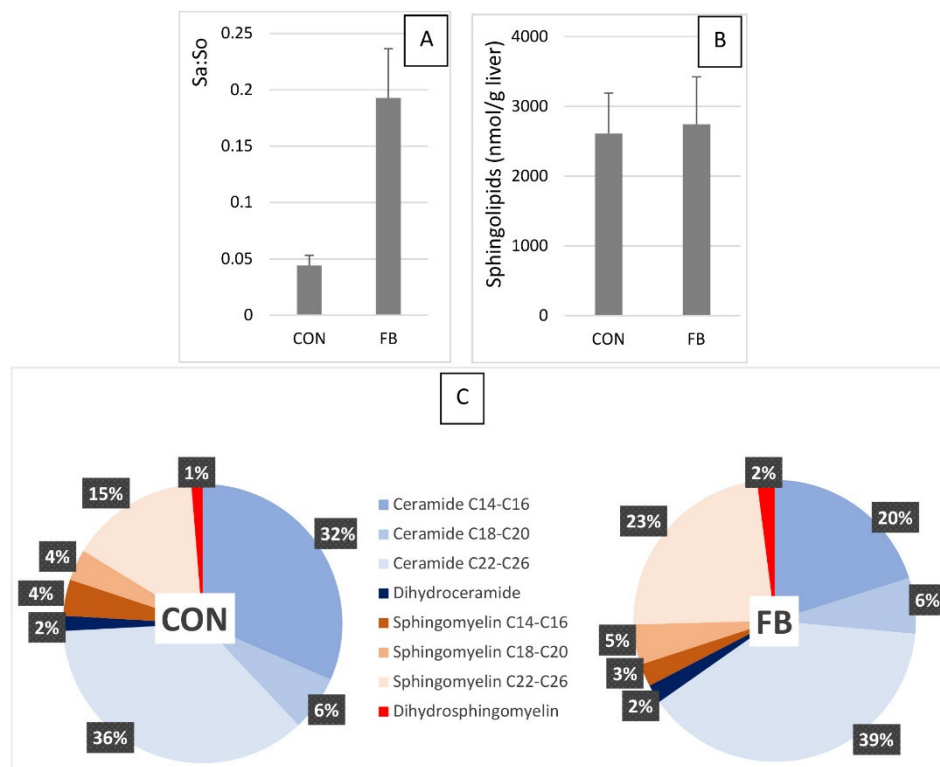 A
Sa:So
0.25
0.2
0.15
0.1
0.05
0
CON FB
B
Sphingolipids (nmol/g liver)
4000
3000
2000
1000
0
CON FB
C
1%
15%
32%
4%
4%
2%
CON
6%
36%
Ceramide C14-C16
Ceramide C18-C20
Ceramide C22-C26
Dihydroceramide
Sphingomyelin C14-C16
Sphingomyelin C18-C20
Sphingomyelin C22-C26
Dihydrosphingomyelin
2%
23%
20%
FB
6%
5%
3%
2%
39%